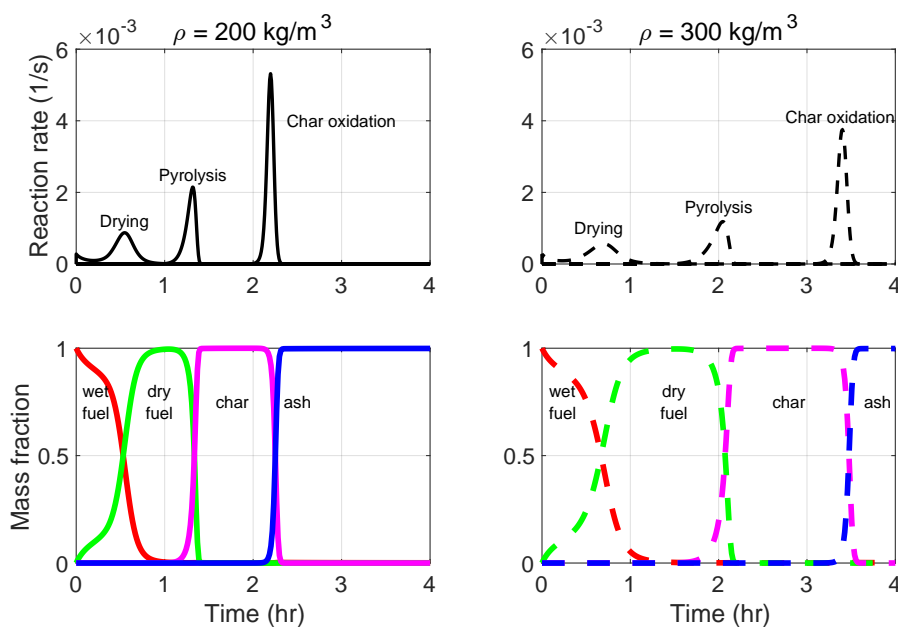 ×10⁻³
ρ = 200 kg/m³
6
4
2
0
Reaction rate (1/s)
Drying
Pyrolysis
Char oxidation
0 1 2 3 4
×10⁻³
ρ = 300 kg/m³
6
4
2
0
Drying
Pyrolysis
Char oxidation
0 1 2 3 4
1
0.5
0
Mass fraction
wet
fuel
dry
fuel
char
ash
0 1 2 3 4
Time (hr)
1
0.5
0
wet
fuel
dry
fuel
char
ash
0 1 2 3 4
Time (hr)